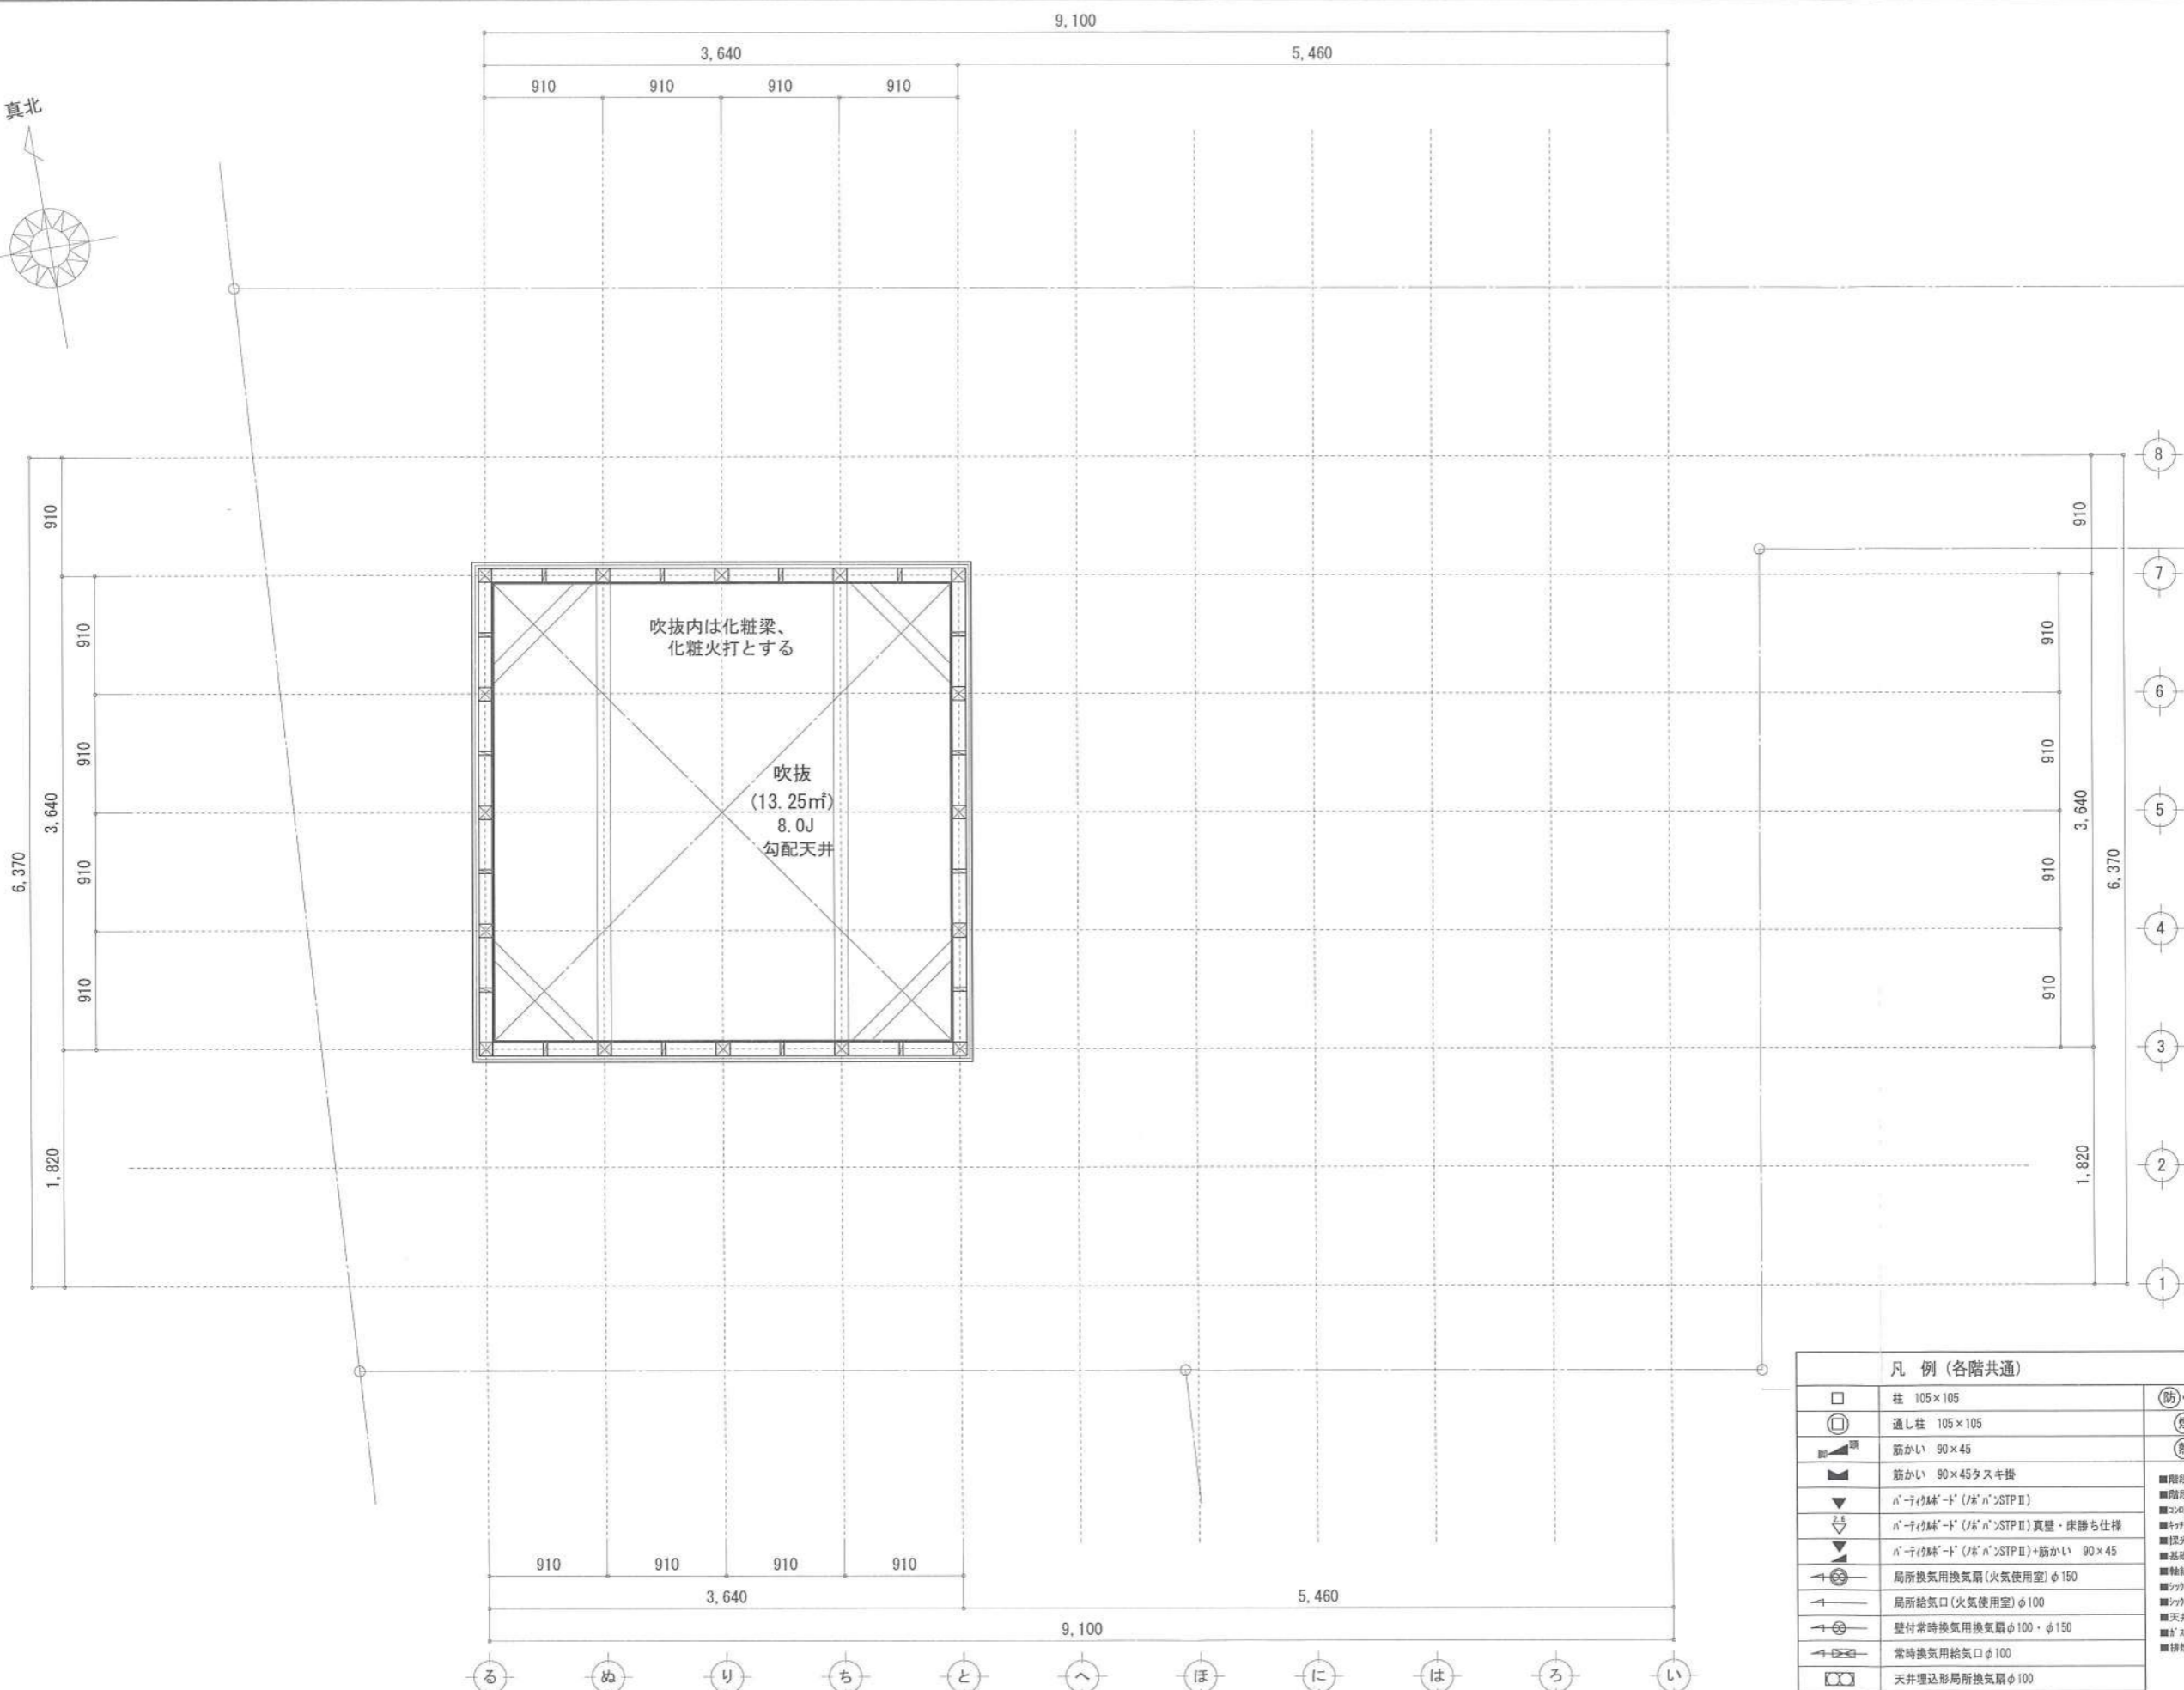 9,100
3,640
5,460
910
910
910
910
真北
8
910
910
7
910
910
吹抜内は化粧梁、
化粧火打とする
6
910
910
吹抜
(13.25㎡)
8.0J
勾配天井
5
3,640
3,640
6,370
6,370
910
910
4
910
910
3
1,820
1,820
2
1
910
910
910
910
3,640
5,460
9,100
る
ぬ
り
ち
と
へ
ほ
に
は
ろ
い
凡 例 (各階共通)
柱 105×105
防
通し柱 105×105
脚
頭
筋かい 90×45
筋かい 90×45タスキ掛
パーティクルボード(ノボパンSTPⅡ)
パーティクルボード(ノボパンSTPⅡ)真壁・床勝ち仕様
パーティクルボード(ノボパンSTPⅡ)+筋かい 90×45
局所換気用換気扇(火気使用室)φ150
局所給気口(火気使用室)φ100
壁付常時換気用換気扇φ100・φ150
常時換気用給気口φ100
天井埋込形局所換気扇φ100
■階段
■階段